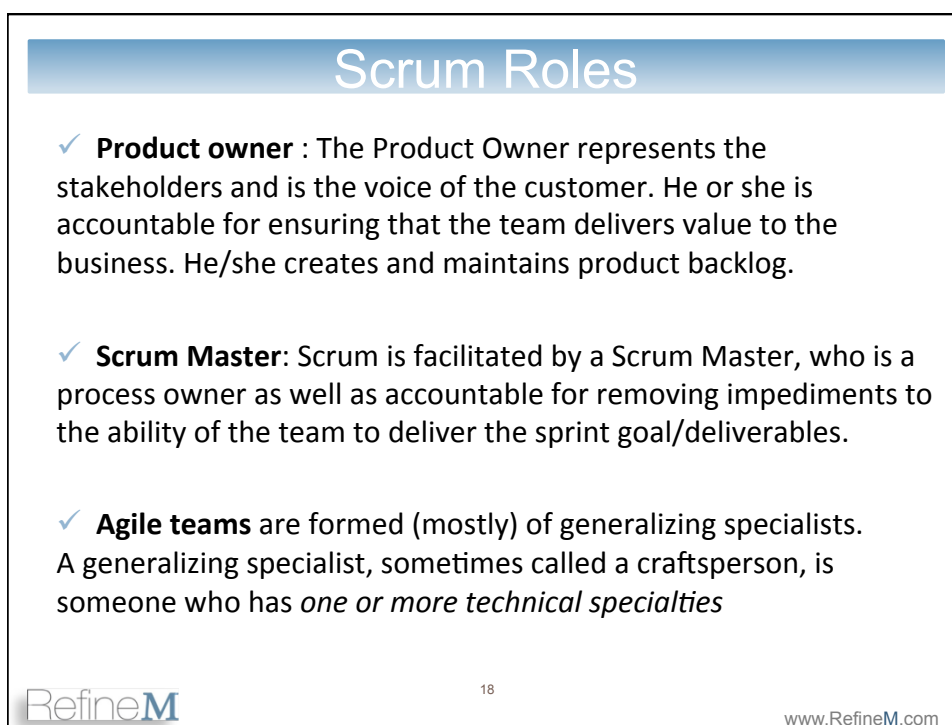 Scrum Roles
✓ Product owner : The Product Owner represents the
stakeholders and is the voice of the customer. He or she is
accountable for ensuring that the team delivers value to the
business. He/she creates and maintains product backlog.
✓ Scrum Master: Scrum is facilitated by a Scrum Master, who is a
process owner as well as accountable for removing impediments to
the ability of the team to deliver the sprint goal/deliverables.
✓ Agile teams are formed (mostly) of generalizing specialists.
A generalizing specialist, sometimes called a craftsperson, is
someone who has one or more technical specialties
RefineM
18
www.RefineM.com